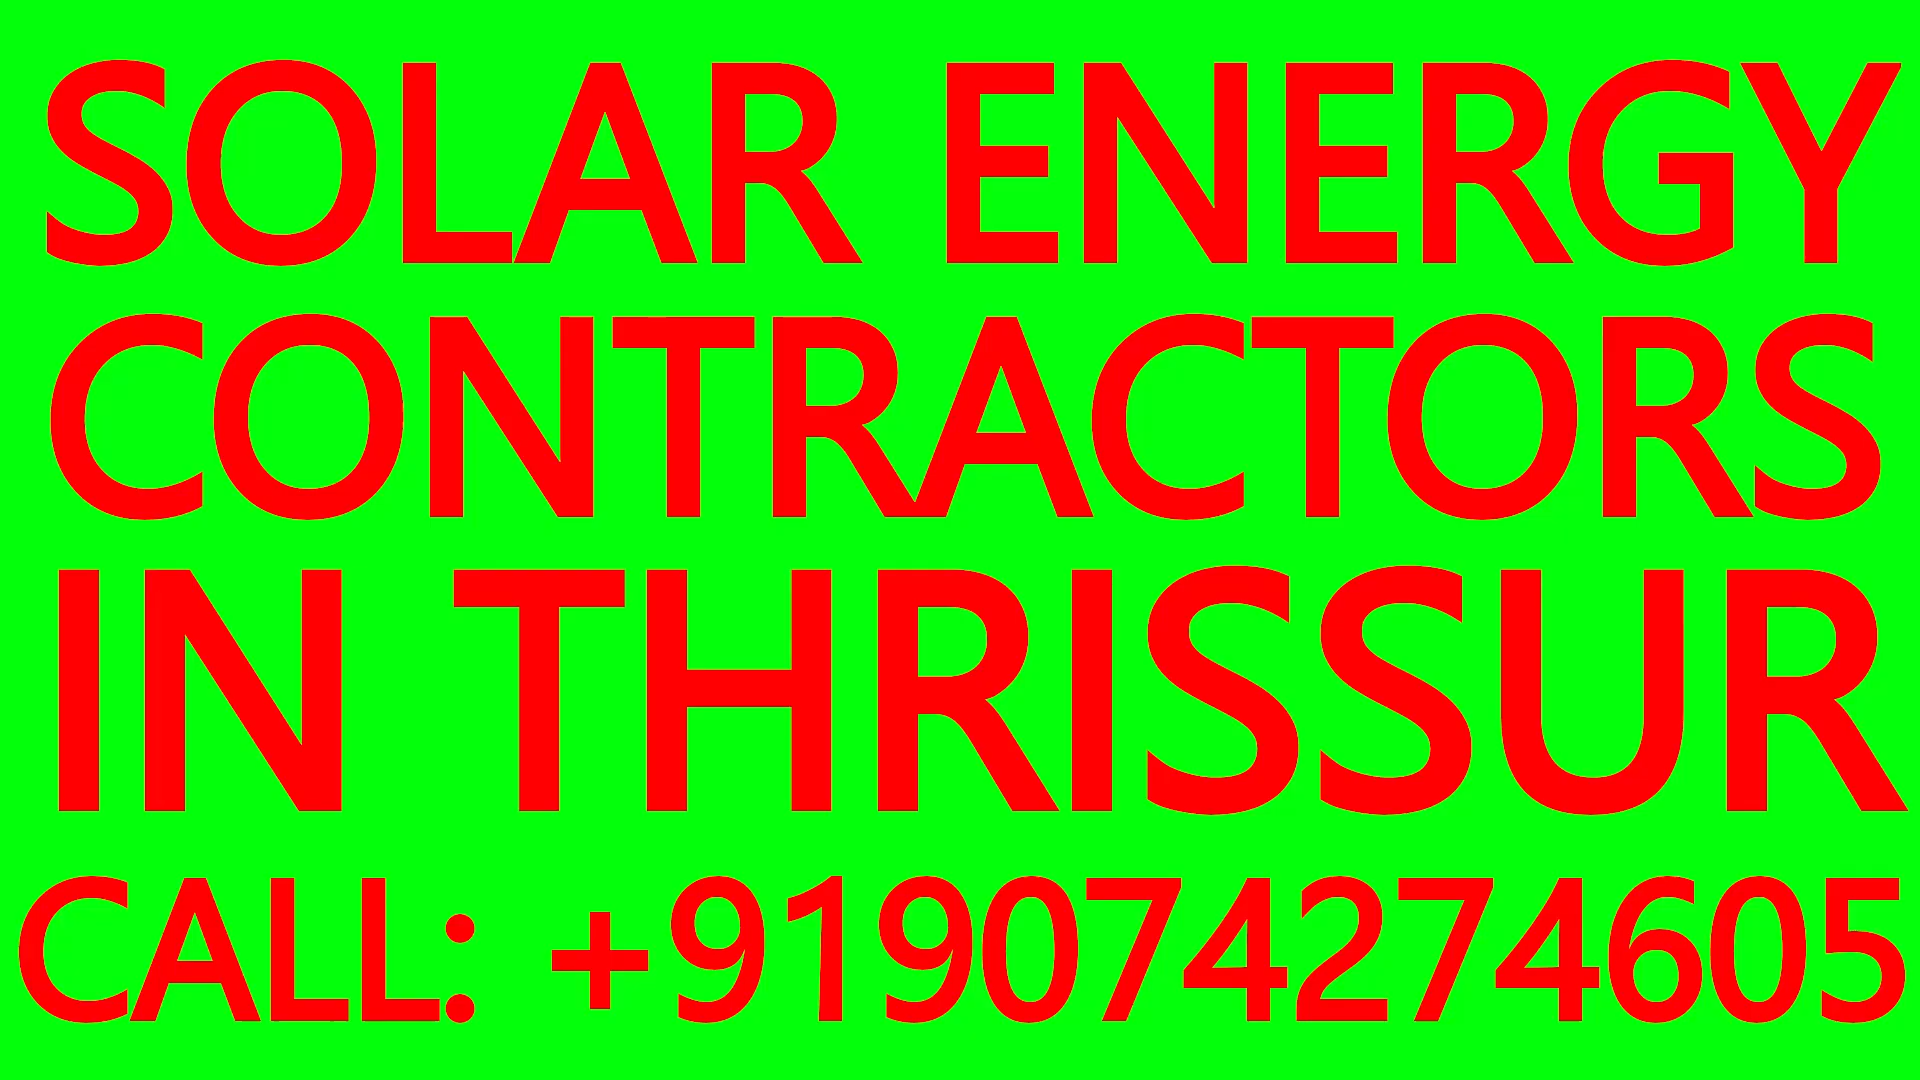 SOLAR ENERGY
CONTRACTORS
IN THRISSUR
CALL: +919074274605